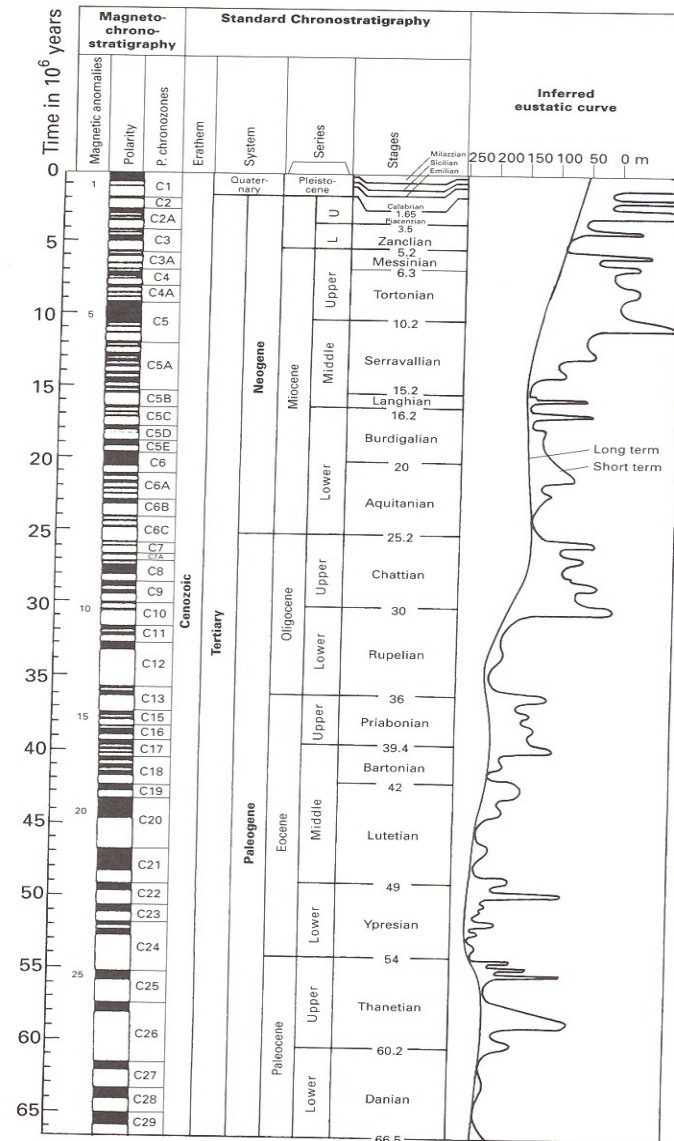 Magneto-
chrono-
stratigraphy
Standard Chronostratigraphy
Time in 10⁶ years
Magnetic anomalies
Polarity
P. chronozones
Erathem
System
Series
Stages
Inferred
eustatic curve
250 200 150 50 0 m
Milazzian
Sicilian
Emilian
Calabrian
1.65
Piacenzian
3.5
Zanclian
5.2
Messinian
6.3
Tortonian
10.2
Serravallian
15.2
Langhian
16.2
Burdigalian
20
Aquitanian
25.2
Chattian
30
Rupelian
36
Priabonian
39.4
Bartonian
42
Lutetian
49
Ypresian
54
Thanetian
60.2
Danian
66.5
Long term
Short term
Quater-
nary
Pleisto-
cene
U
L
Upper
Middle
Lower
Miocene
Neogene
Upper
Lower
Oligocene
Upper
Middle
Lower
Eocene
Upper
Lower
Paleocene
Paleogene
Tertiary
Cenozoic
0
5
10
15
20
25
30
35
40
45
50
55
60
65
1
5
10
15
20
25
C1
C2
C2A
C3
C3A
C4
C4A
C5
C5A
C5B
C5C
C5D
C5E
C6
C6A
C6B
C6C
C7
C7A
C8
C9
C10
C11
C12
C13
C15
C16
C17
C18
C19
C20
C21
C22
C23
C24
C25
C26
C27
C28
C29